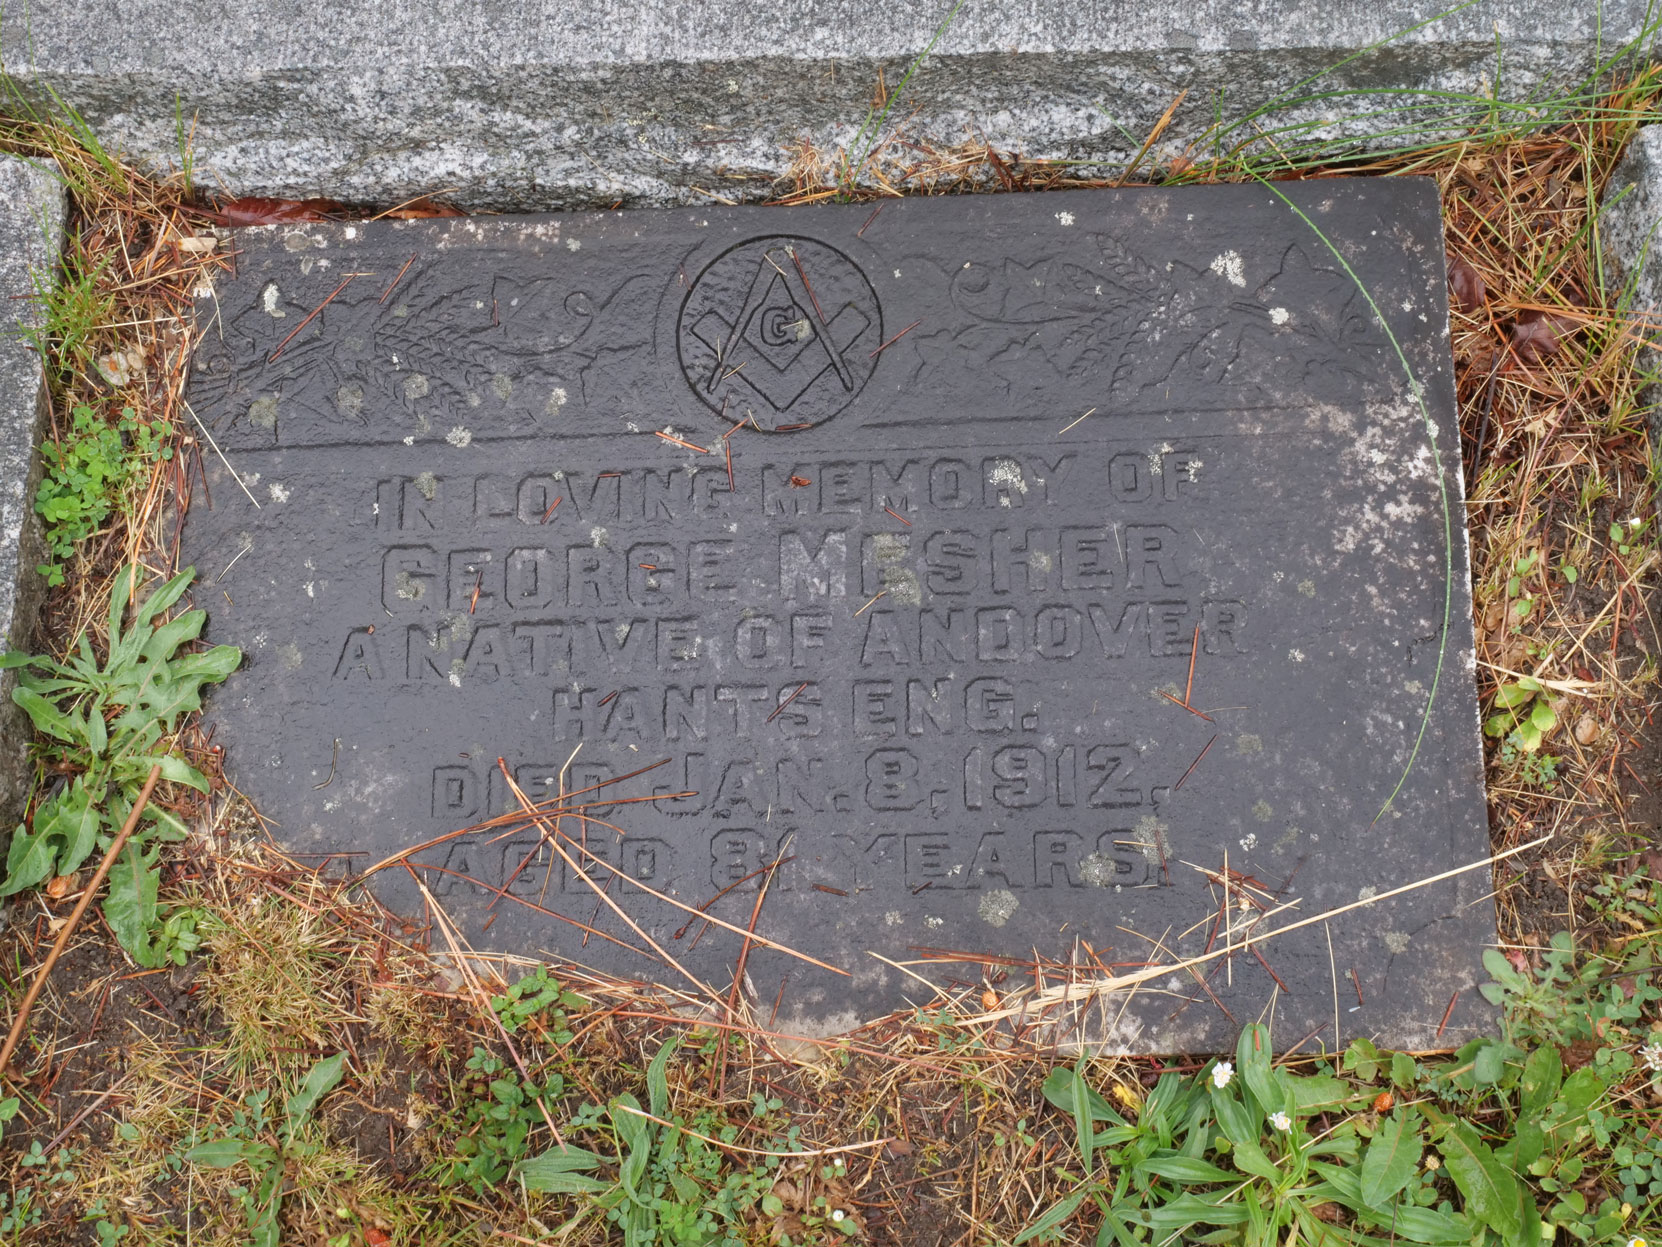 G
IN LOVING MEMORY OF
GEORGE MESHER
A NATIVE OF ANDOVER
HANTS ENG.
DIED JAN. 8, 1912,
AGED 81 YEARS.